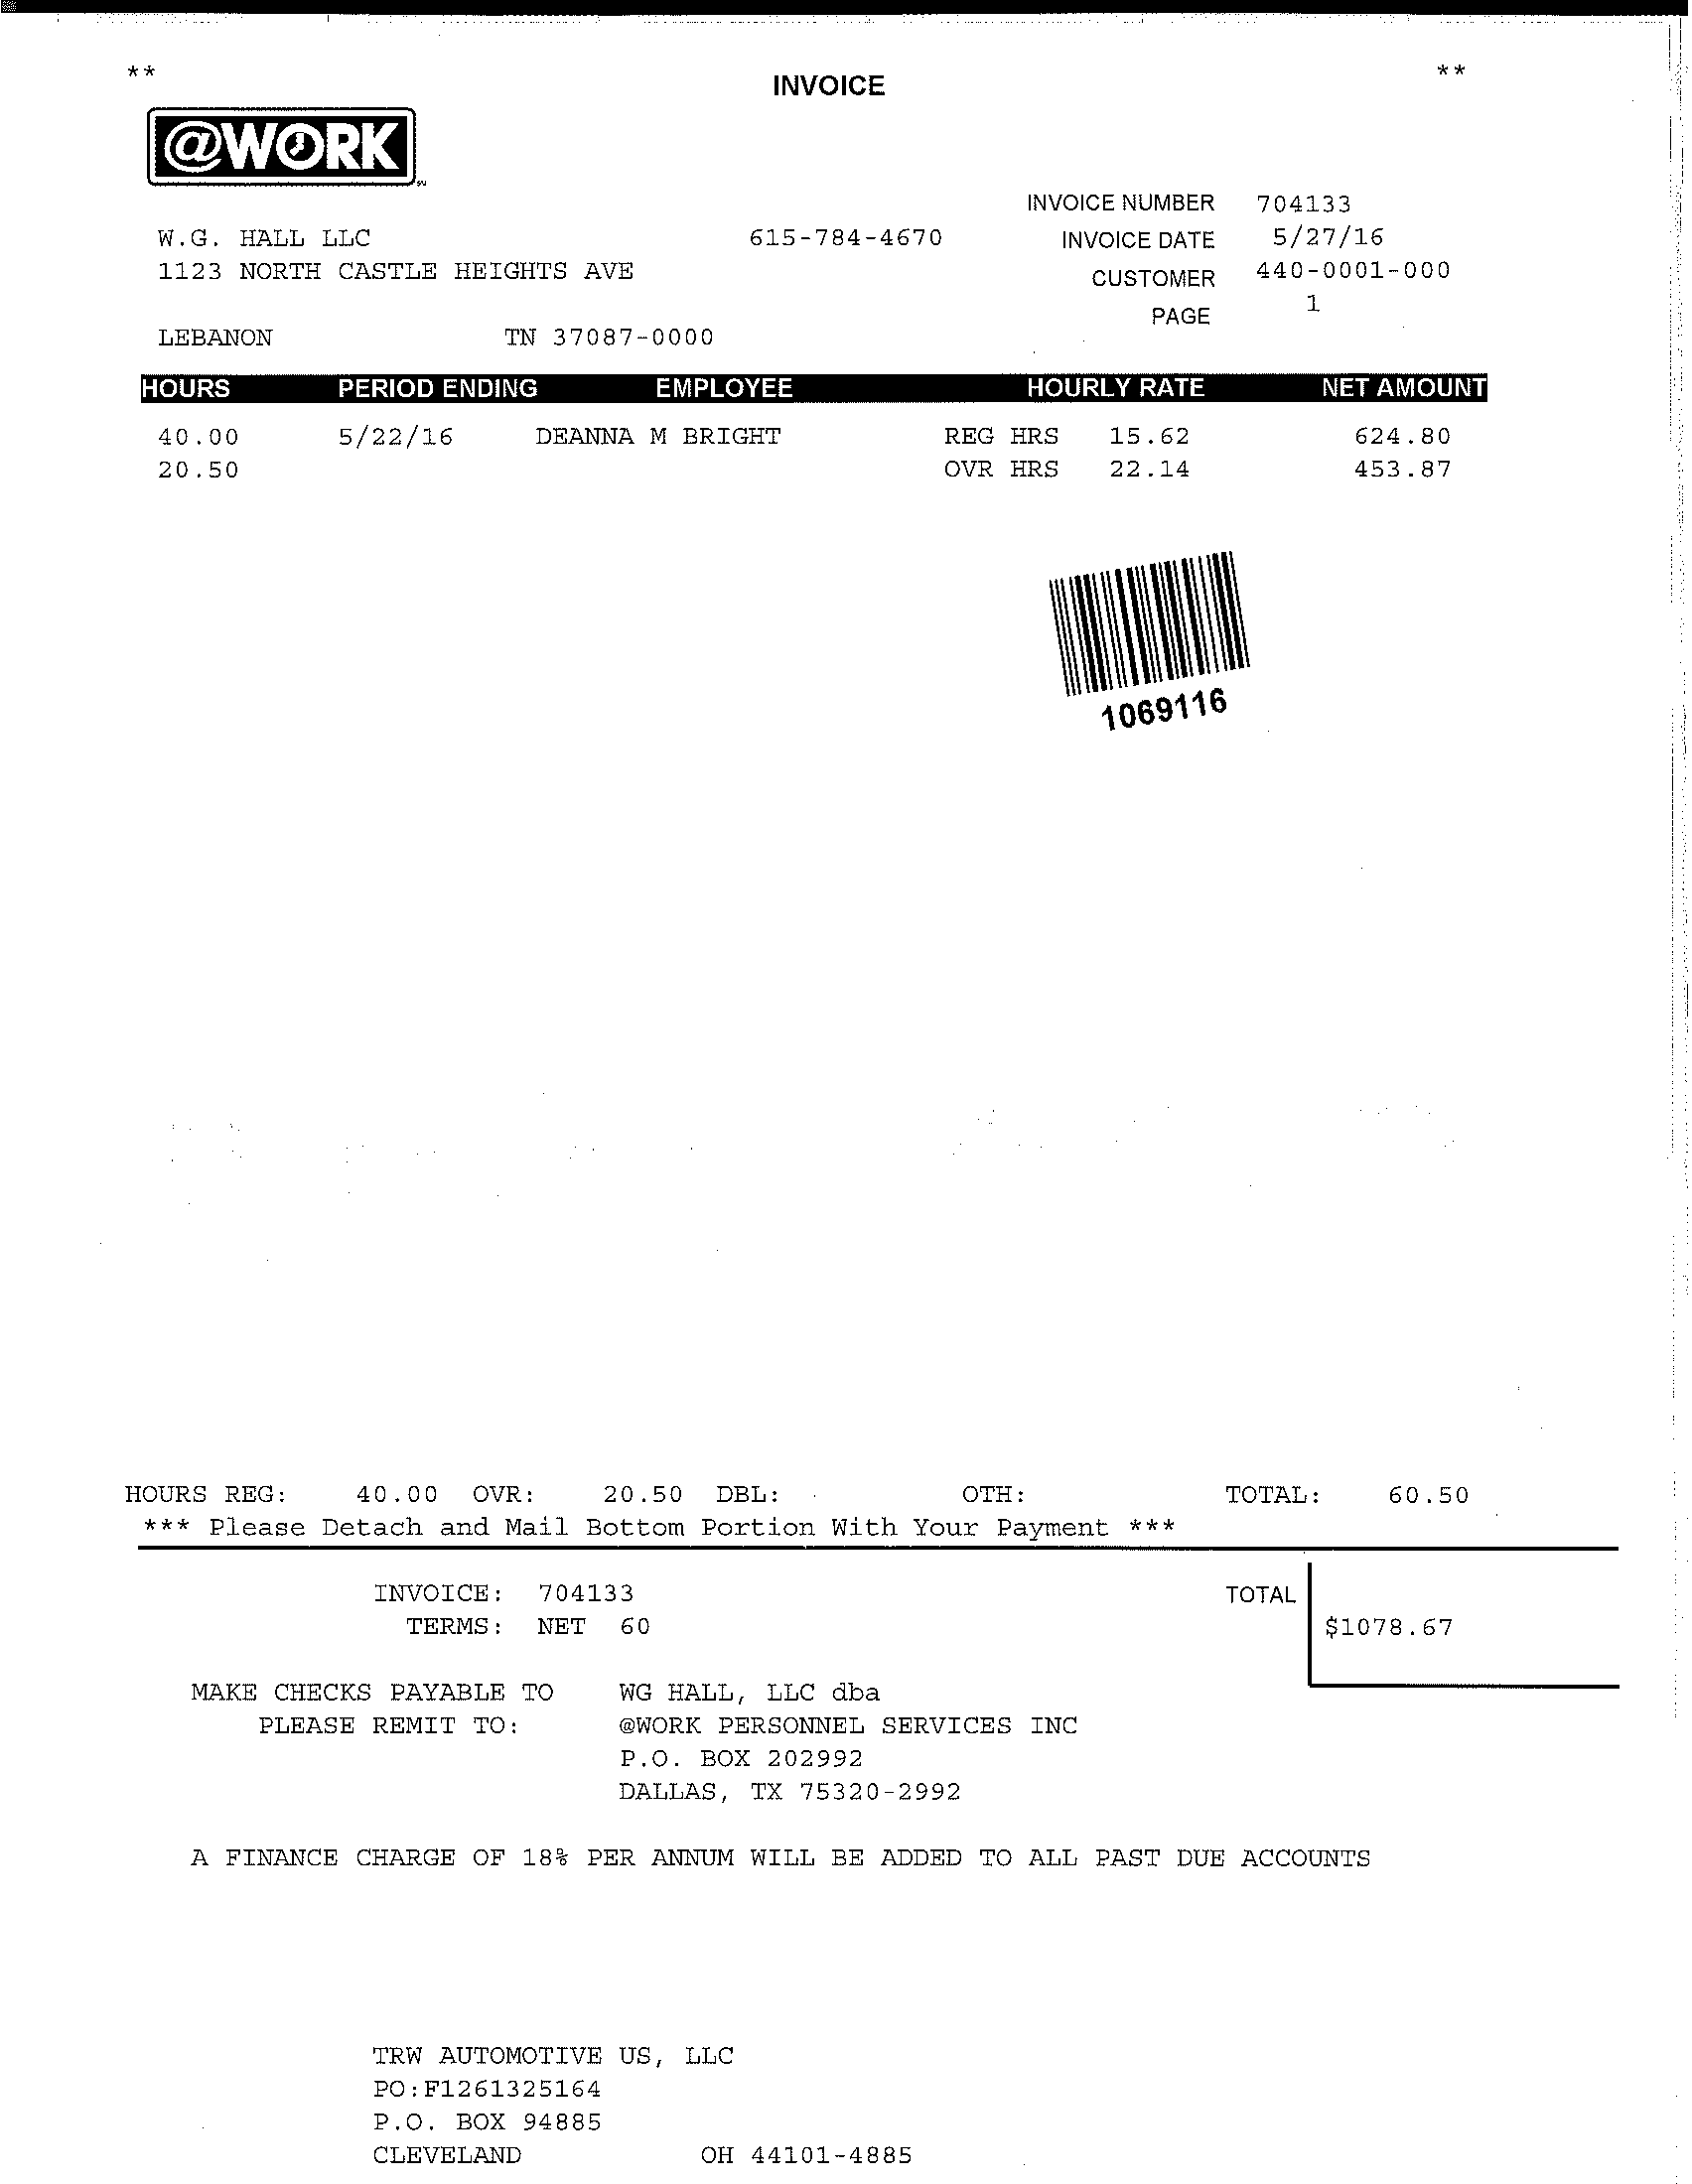 ** INVOICE **
@WORK
INVOICE NUMBER 704133
W.G. HALL LLC 615-784-4670 INVOICE DATE 5/27/16
1123 NORTH CASTLE HEIGHTS AVE CUSTOMER 440-0001-000
PAGE 1
LEBANON TN 37087-0000
HOURS PERIOD ENDING EMPLOYEE HOURLY RATE NET AMOUNT
40.00 5/22/16 DEANNA M BRIGHT REG HRS 15.62 624.80
20.50 OVR HRS 22.14 453.87
1069116
HOURS REG: 40.00 OVR: 20.50 DBL: OTH: TOTAL: 60.50
*** Please Detach and Mail Bottom Portion With Your Payment ***
INVOICE: 704133 TOTAL
TERMS: NET 60 $1078.67
MAKE CHECKS PAYABLE TO WG HALL, LLC dba
PLEASE REMIT TO: @WORK PERSONNEL SERVICES INC
P.O. BOX 202992
DALLAS, TX 75320-2992
A FINANCE CHARGE OF 18% PER ANNUM WILL BE ADDED TO ALL PAST DUE ACCOUNTS
TRW AUTOMOTIVE US, LLC
PO:F1261325164
P.O. BOX 94885
CLEVELAND OH 44101-4885